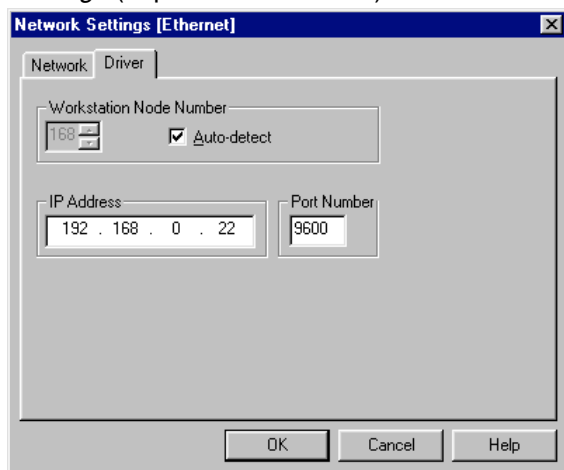 Network Settings [Ethernet]
Network Driver
Workstation Node Number
168 Auto-detect
IP Address Port Number
192 . 168 . 0 . 22 9600
OK Cancel Help